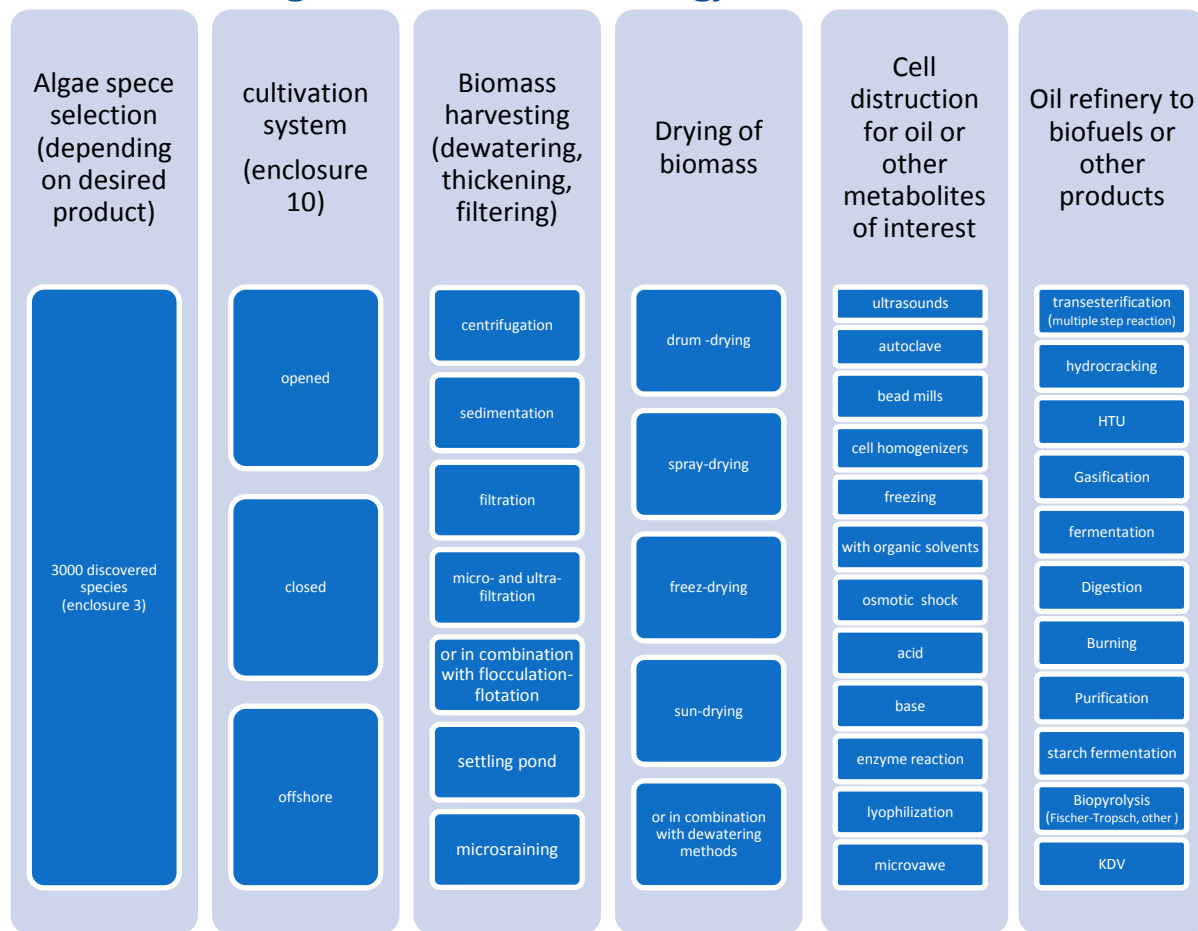 Algae spece
selection
(depending
on desired
product)
3000 discovered
species
(enclosure 3)
cultivation
system
(enclosure
10)
opened
closed
offshore
Biomass
harvesting
(dewatering,
thickening,
filtering)
centrifugation
sedimentation
filtration
micro- and ultra-
filtration
or in combination
with flocculation-
flotation
settling pond
microsraining
Drying of
biomass
drum -drying
spray-drying
freez-drying
sun-drying
or in combination
with dewatering
methods
Cell
distruction
for oil or
other
metabolites
of interest
ultrasounds
autoclave
bead mills
cell homogenizers
freezing
with organic solvents
osmotic shock
acid
base
enzyme reaction
lyophilization
microvawe
Oil refinery to
biofuels or
other
products
transesterification
(multiple step reaction)
hydrocracking
HTU
Gasification
fermentation
Digestion
Burning
Purification
starch fermentation
Biopyrolysis
(Fischer-Tropsch, other )
KDV